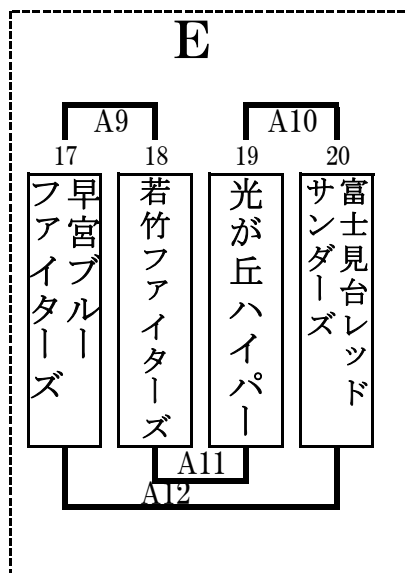 E
A9
A10
17
18
19
20
早宮ブルー
ファイターズ
若竹ファイターズ
光が丘ハイパー
富士見台レッド
サンダーズ
A11
A12